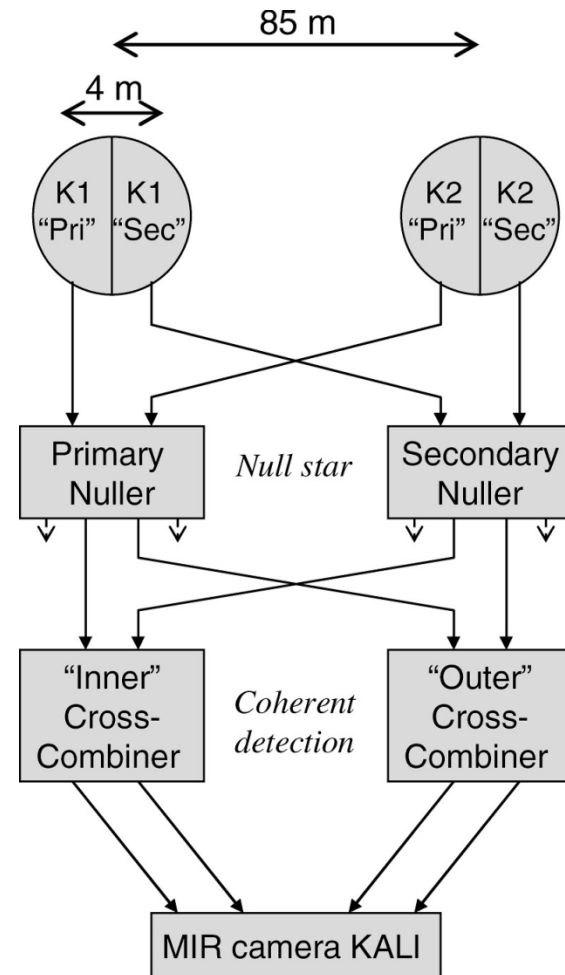 85 m
4 m
K1
“Pri”
K1
“Sec”
K2
“Pri”
K2
“Sec”
Primary
Nuller
Null star
Secondary
Nuller
“Inner”
Cross-
Combiner
Coherent
detection
“Outer”
Cross-
Combiner
MIR camera KALI